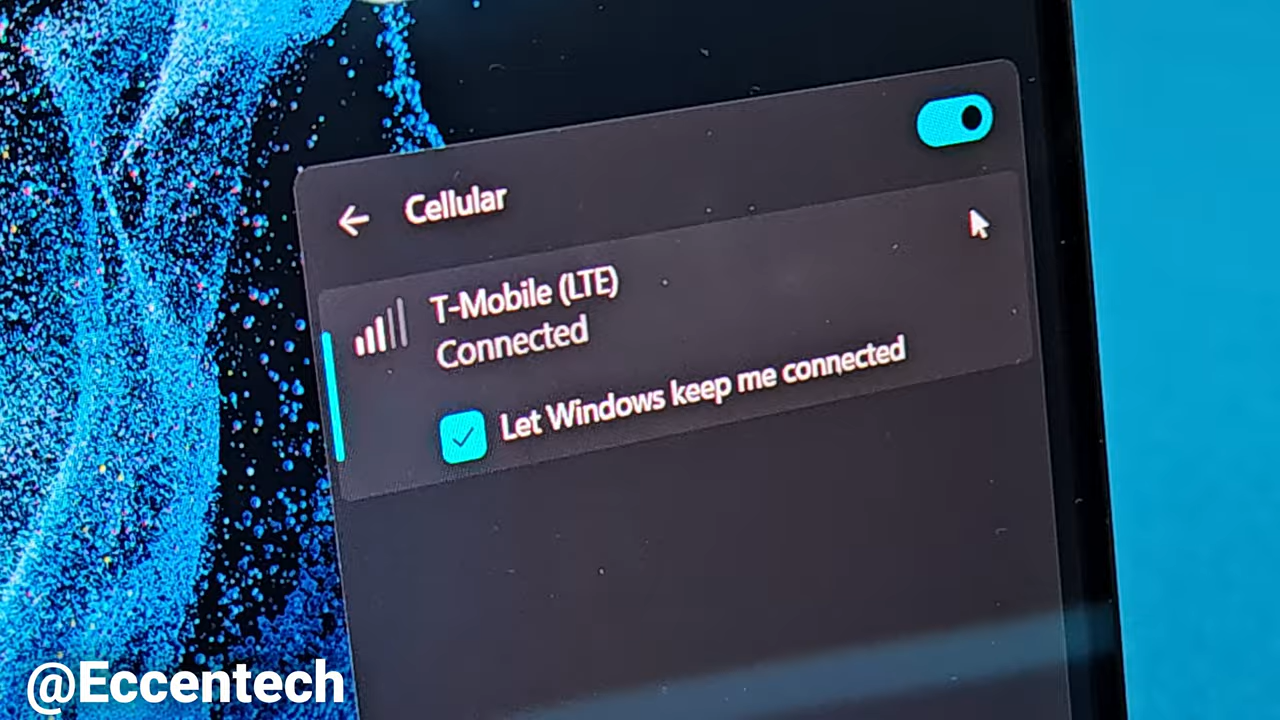 Cellular
T-Mobile (LTE)
Connected
Let Windows keep me connected
@Eccentech